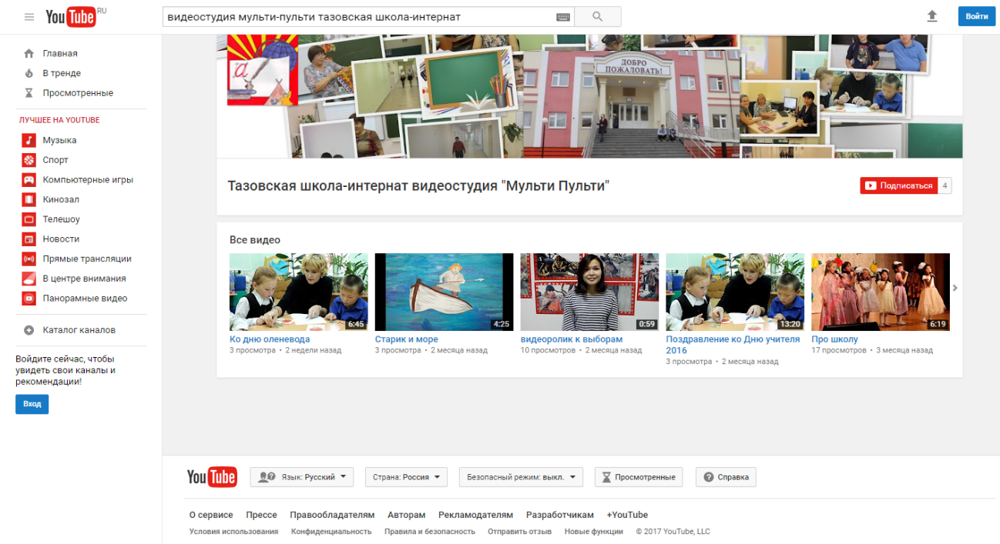 YouTube RU
видеостудия мульти-пульти тазовская школа-интернат
Войти
Главная
В тренде
Просмотренные
ЛУЧШЕЕ НА YOUTUBE
Музыка
Спорт
Компьютерные игры
Кинозал
Телешоу
Новости
Прямые трансляции
В центре внимания
Панорамные видео
Каталог каналов
Войдите сейчас, чтобы
увидеть свои каналы и
рекомендации!
Вход
ДОБРО
ПОЖАЛОВАТЬ!
Тазовская школа-интернат видеостудия "Мульти Пульти"
Подписаться 4
Все видео
6:45
Ко дню оленевода
3 просмотра • 2 недели назад
4:25
Старик и море
3 просмотра • 2 месяца назад
0:59
видеоролик к выборам
10 просмотров • 2 месяца назад
13:20
Поздравление ко Дню учителя
2016
3 просмотра • 2 месяца назад
6:19
Про школу
17 просмотров • 3 месяца назад
YouTube
Язык: Русский
Страна: Россия
Безопасный режим: выкл.
Просмотренные
Справка
О сервисе Прессе Правообладателям Авторам Рекламодателям Разработчикам +YouTube
Условия использования Конфиденциальность Правила и безопасность Отправить отзыв Новые функции © 2017 YouTube, LLC